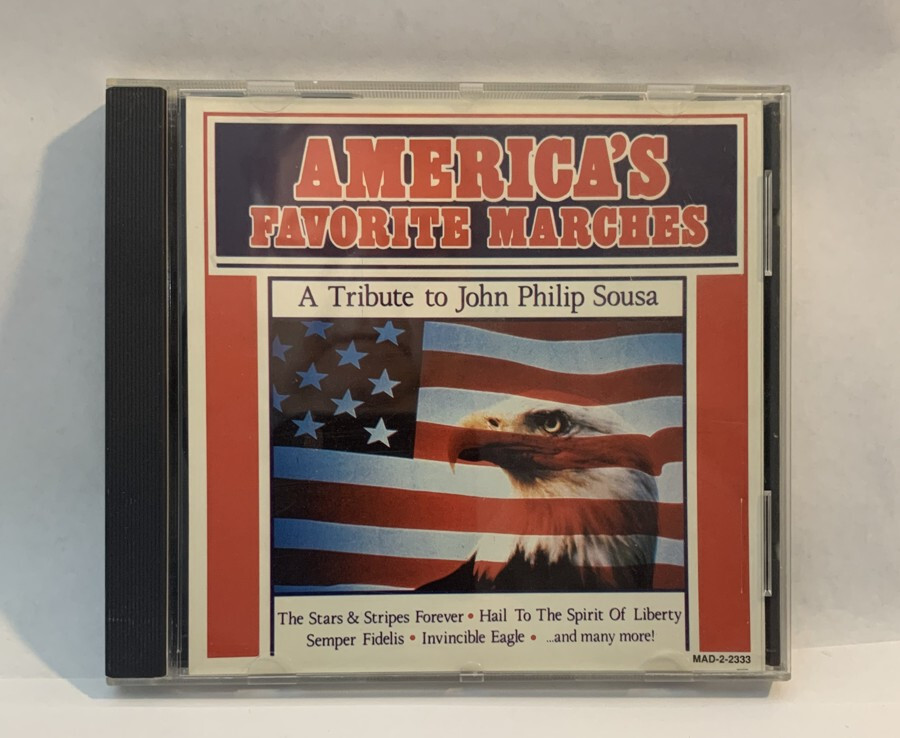 AMERICA'S
FAVORITE MARCHES
A Tribute to John Philip Sousa
The Stars & Stripes Forever • Hail To The Spirit Of Liberty
Semper Fidelis • Invincible Eagle • ...and many more!
MAD-2-2333